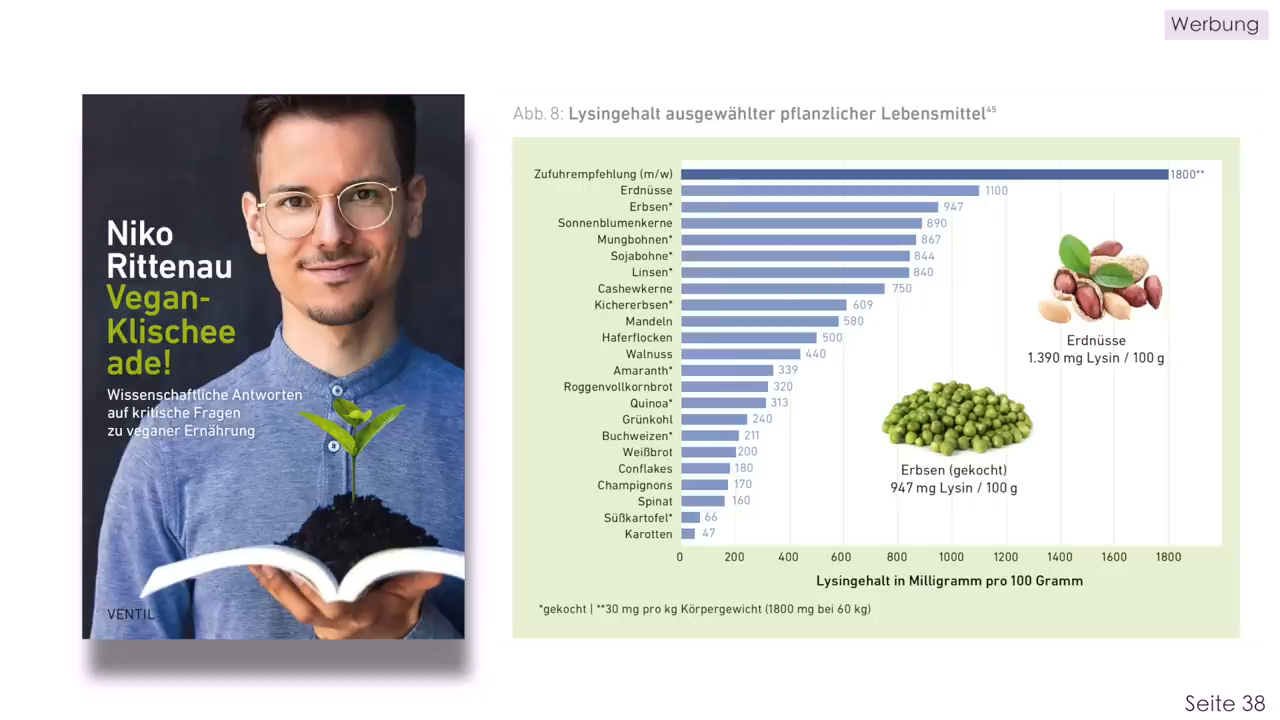 Werbung
Niko
Rittenau
Vegan-
Klischee
ade!
Wissenschaftliche Antworten
auf kritische Fragen
zu veganer Ernährung
VENTIL
Abb. 8: Lysingehalt ausgewählter pflanzlicher Lebensmittel⁴⁵
Zufuhrempfehlung (m/w) 1800**
Erdnüsse 1100
Erbsen* 947
Sonnenblumenkerne 890
Mungbohnen* 867
Sojabohne* 844
Linsen* 840
Cashewkerne 750
Kichererbsen* 609
Mandeln 580
Haferflocken 500
Walnuss 440
Amaranth* 339
Roggenvollkornbrot 320
Quinoa* 313
Grünkohl 240
Buchweizen* 211
Weißbrot 200
Conflakes 180
Champignons 170
Spinat 160
Süßkartofel* 66
Karotten 47
Erdnüsse
1.390 mg Lysin / 100 g
Erbsen (gekocht)
947 mg Lysin / 100 g
0 200 400 600 800 1000 1200 1400 1600 1800
Lysingehalt in Milligramm pro 100 Gramm
*gekocht | **30 mg pro kg Körpergewicht (1800 mg bei 60 kg)
Seite 38